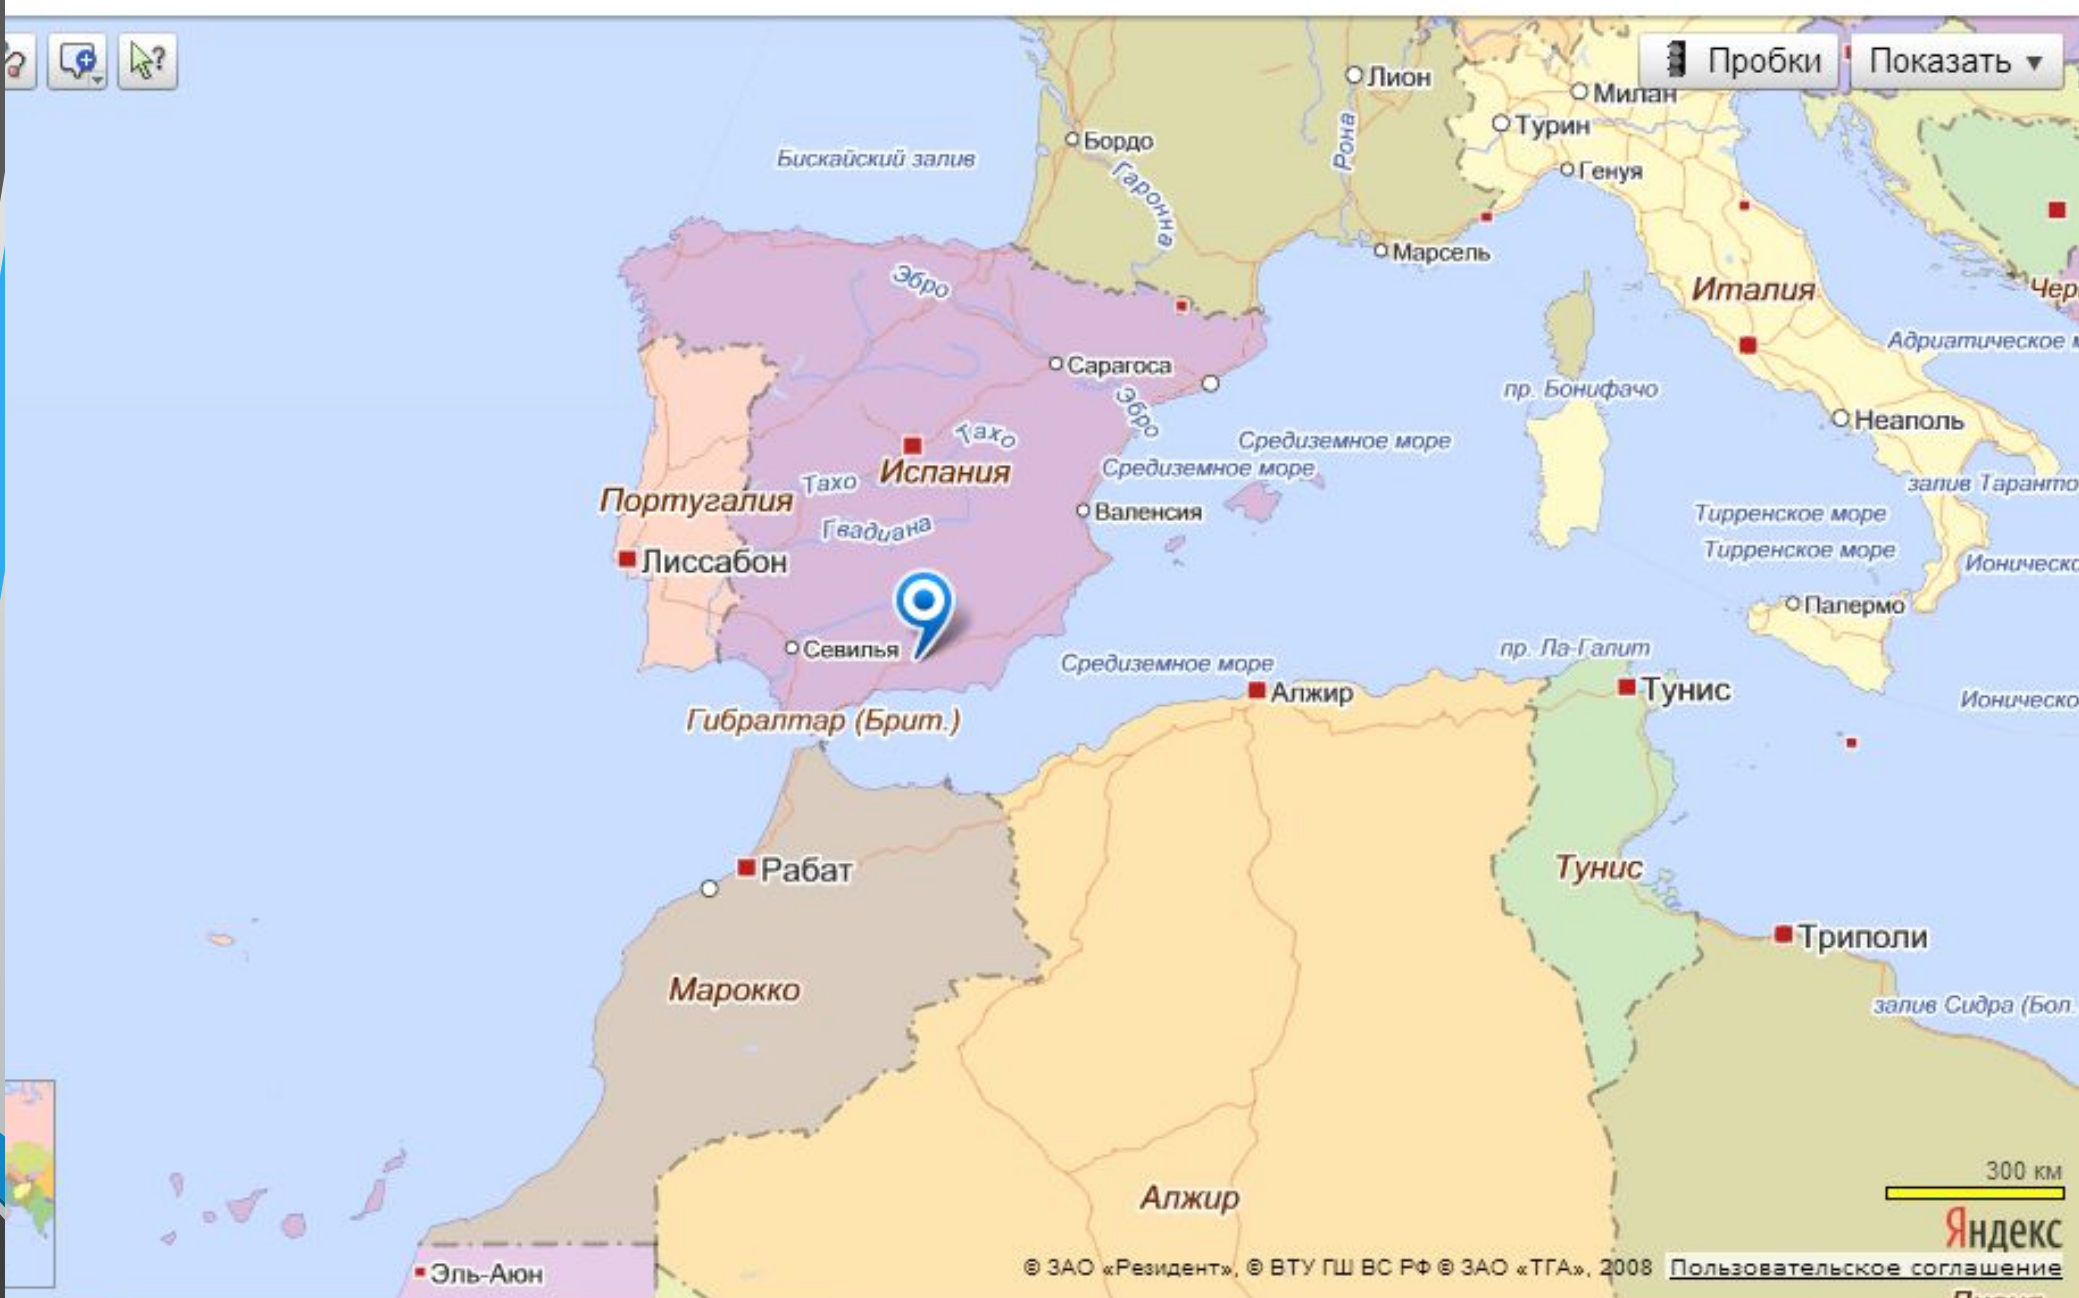 Пробки
Показать
Лион
Милан
Турин
Бордо
Рона
Бискайский залив
Генуя
Гаронна
Марсель
Эбро
Италия
Адриатическое
Сарагоса
пр. Бонифачо
Эбро
Неаполь
Тахо
Средиземное море
Испания
Средиземное море
Тахо
залив Таранто
Португалия
Валенсия
Тирренское море
Гвадиана
Тирренское море
Лиссабон
Палермо
Севилья
пр. Ла-Галит
Средиземное море
Алжир
Тунис
Гибралтар (Брит.)
Рабат
Тунис
Триполи
Марокко
залив Сидра (Бол.
300 км
Алжир
Яндекс
Эль-Аюн
© ЗАО «Резидент», © ВТУ ГШ ВС РФ © ЗАО «ТГА», 2008 Пользовательское соглашение